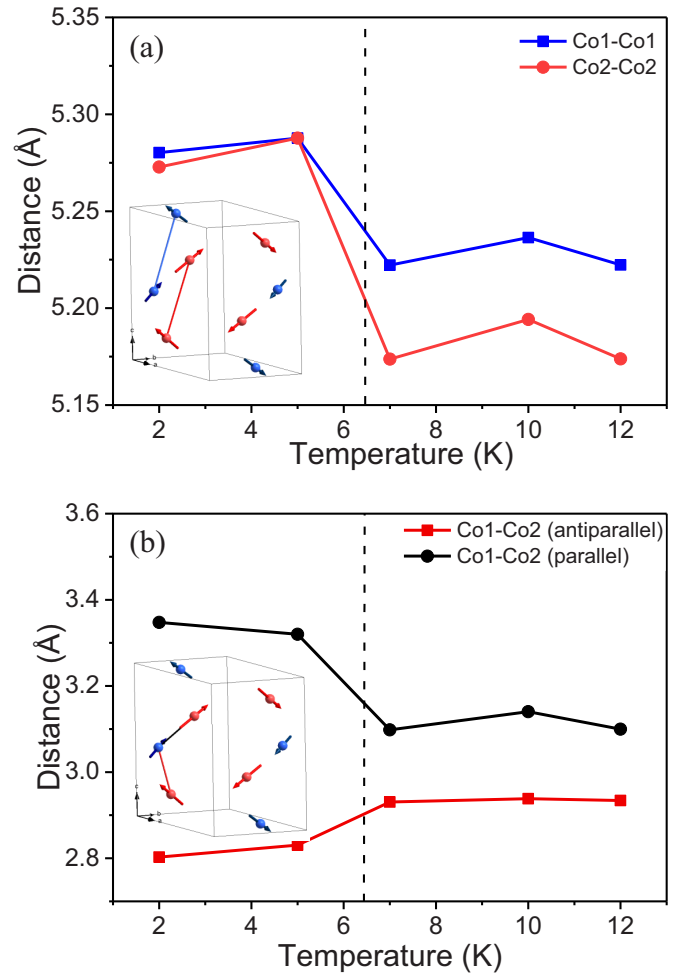 (a)
Co1-Co1
Co2-Co2
5.35
5.30
5.25
5.20
5.15
Distance (Å)
c
b
a
2
4
6
8
10
12
Temperature (K)
(b)
Co1-Co2 (antiparallel)
Co1-Co2 (parallel)
3.6
3.4
3.2
3.0
2.8
Distance (Å)
c
b
a
2
4
6
8
10
12
Temperature (K)